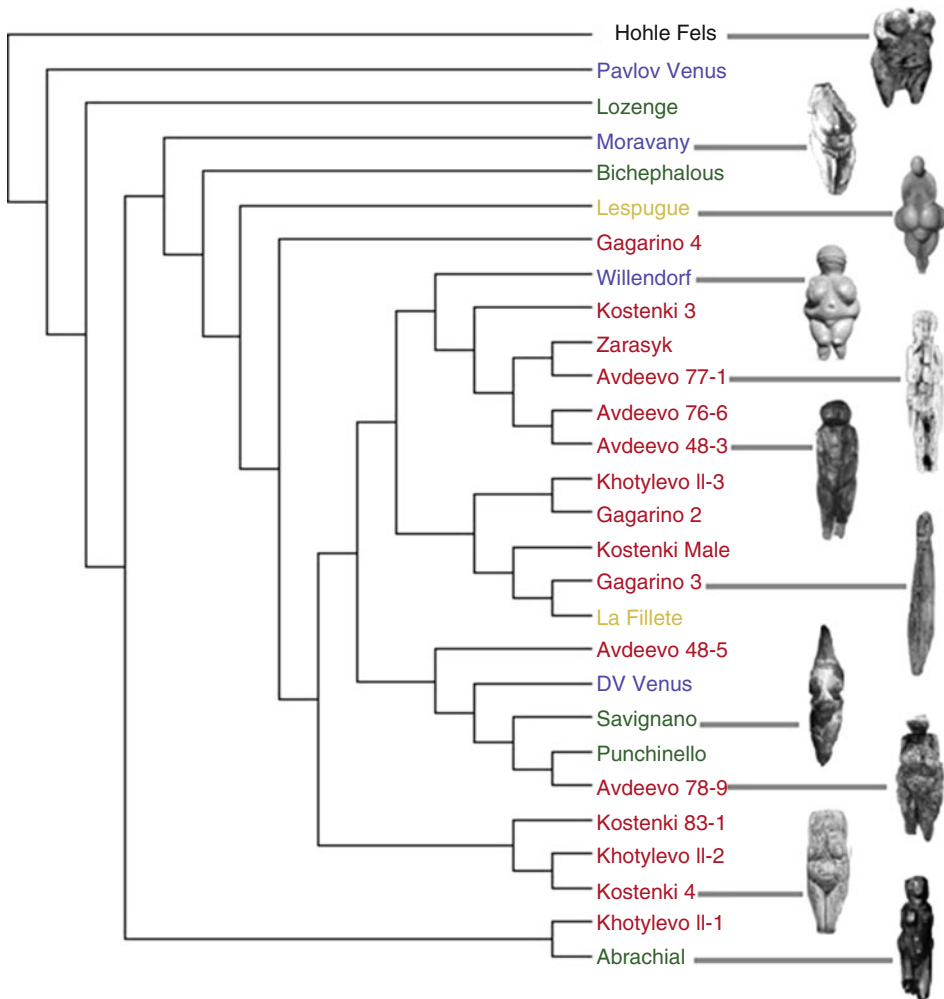 Hohle Fels
Pavlov Venus
Lozenge
Moravany
Bichephalous
Lespugue
Gagarino 4
Willendorf
Kostenki 3
Zarasyk
Avdeevo 77-1
Avdeevo 76-6
Avdeevo 48-3
Khotylevo ll-3
Gagarino 2
Kostenki Male
Gagarino 3
La Fillete
Avdeevo 48-5
DV Venus
Savignano
Punchinello
Avdeevo 78-9
Kostenki 83-1
Khotylevo ll-2
Kostenki 4
Khotylevo ll-1
Abrachial